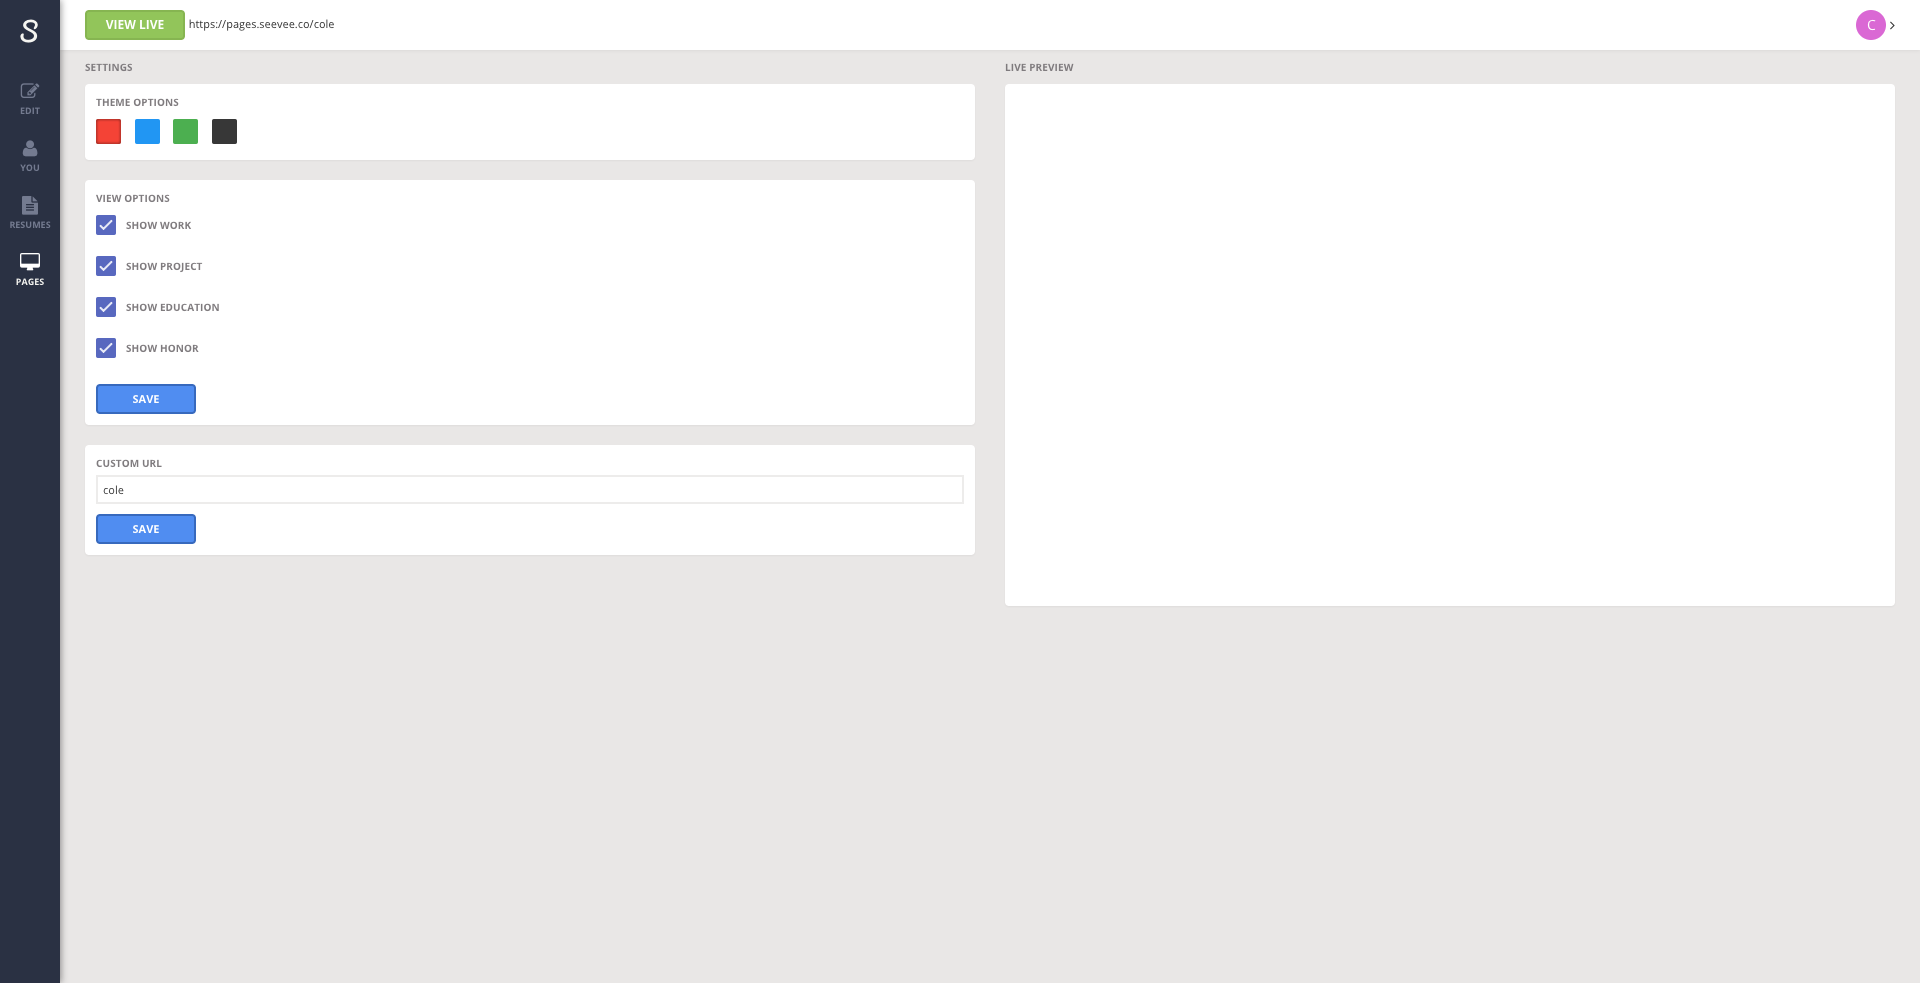 S
VIEW LIVE https://pages.seevee.co/cole
C
EDIT
YOU
RESUMES
PAGES
SETTINGS
THEME OPTIONS
VIEW OPTIONS
SHOW WORK
SHOW PROJECT
SHOW EDUCATION
SHOW HONOR
SAVE
CUSTOM URL
cole
SAVE
LIVE PREVIEW